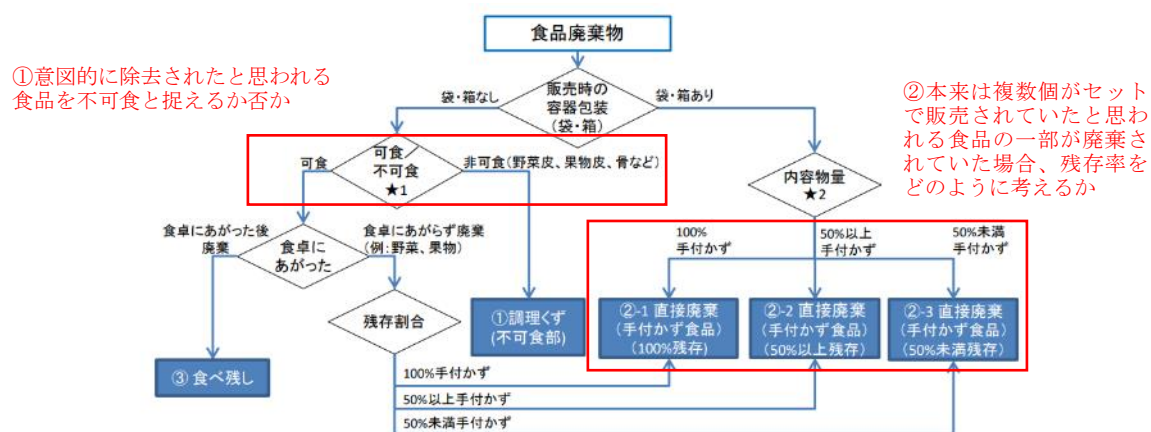 食品廃棄物
①意図的に除去されたと思われる
食品を不可食と捉えるか否か
販売時の
容器包装
(袋・箱)
袋・箱なし
袋・箱あり
②本来は複数個がセット
で販売されていたと思わ
れる食品の一部が廃棄さ
れていた場合、残存率を
どのように考えるか
可食/
不可食
★1
可食
非可食(野菜皮、果物皮、骨など)
内容物量
★2
食卓にあがった後
廃棄
食卓に
あがった
食卓にあがらず廃棄
(例:野菜、果物)
100%
手付かず
50%以上
手付かず
50%未満
手付かず
残存割合
①調理くず
(不可食部)
②-1 直接廃棄
(手付かず食品)
(100%残存)
②-2 直接廃棄
(手付かず食品)
(50%以上残存)
②-3 直接廃棄
(手付かず食品)
(50%未満残存)
③ 食べ残し
100%手付かず
50%以上手付かず
50%未満手付かず